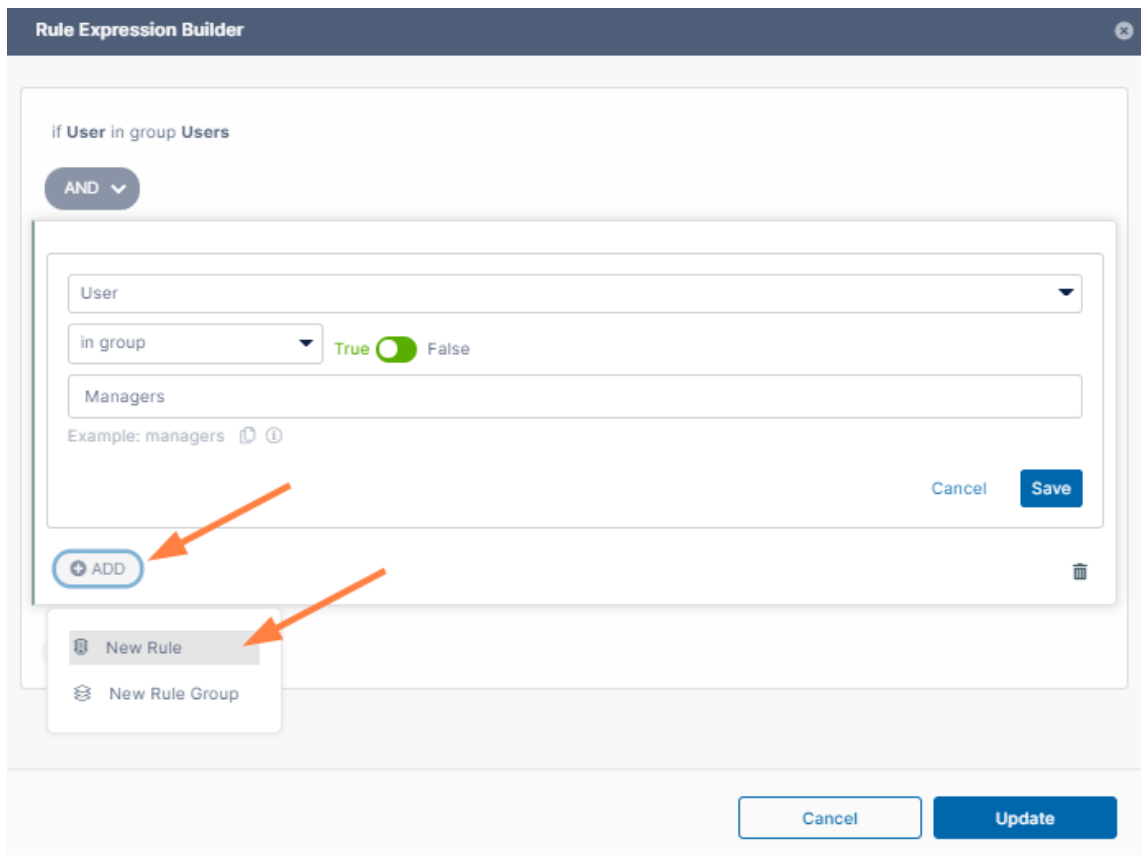 Rule Expression Builder
if User in group Users
AND
User
in group True False
Managers
Example: managers
Cancel Save
ADD
New Rule
New Rule Group
Cancel Update